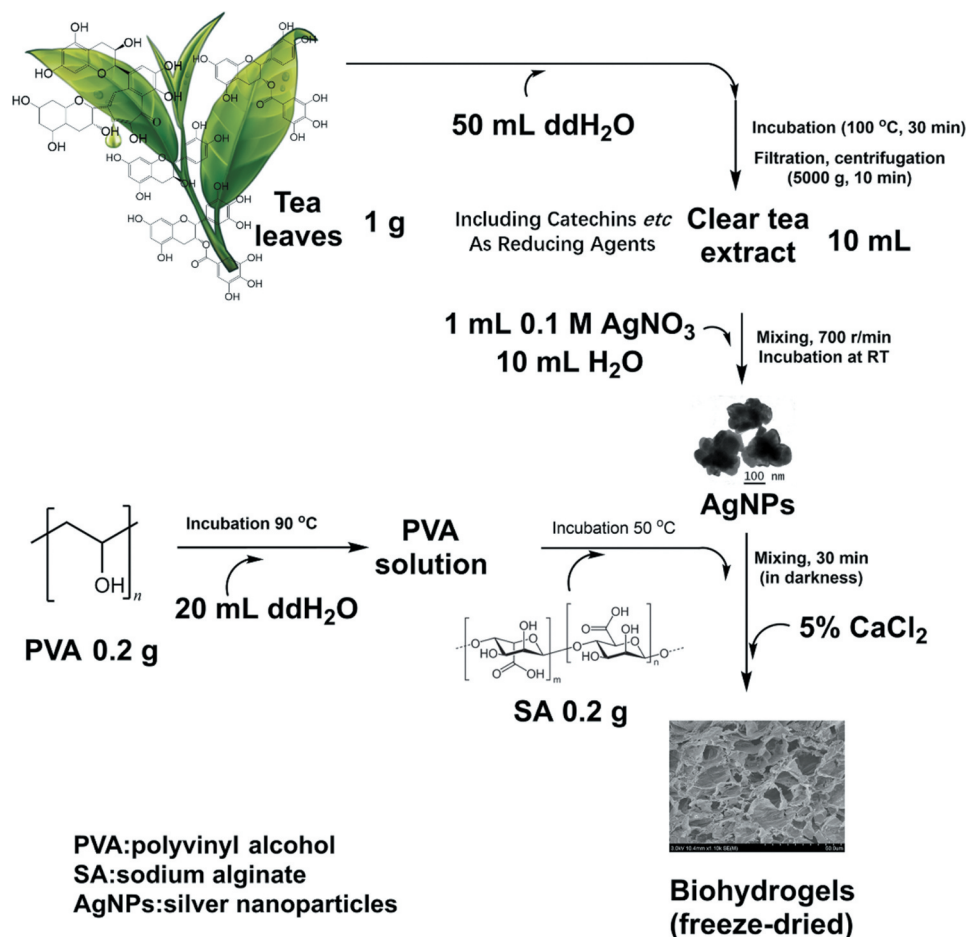 50 mL ddH₂O
Incubation (100 °C, 30 min)
Filtration, centrifugation
(5000 g, 10 min)
Tea
leaves
1 g
Including Catechins etc
As Reducing Agents
Clear tea
extract
10 mL
1 mL 0.1 M AgNO₃
10 mL H₂O
Mixing, 700 r/min
Incubation at RT
100 nm
AgNPs
OH
n
PVA 0.2 g
Incubation 90 °C
20 mL ddH₂O
PVA
solution
Incubation 50 °C
Mixing, 30 min
(in darkness)
5% CaCl₂
m
n
SA 0.2 g
PVA:polyvinyl alcohol
SA:sodium alginate
AgNPs:silver nanoparticles
Biohydrogels
(freeze-dried)